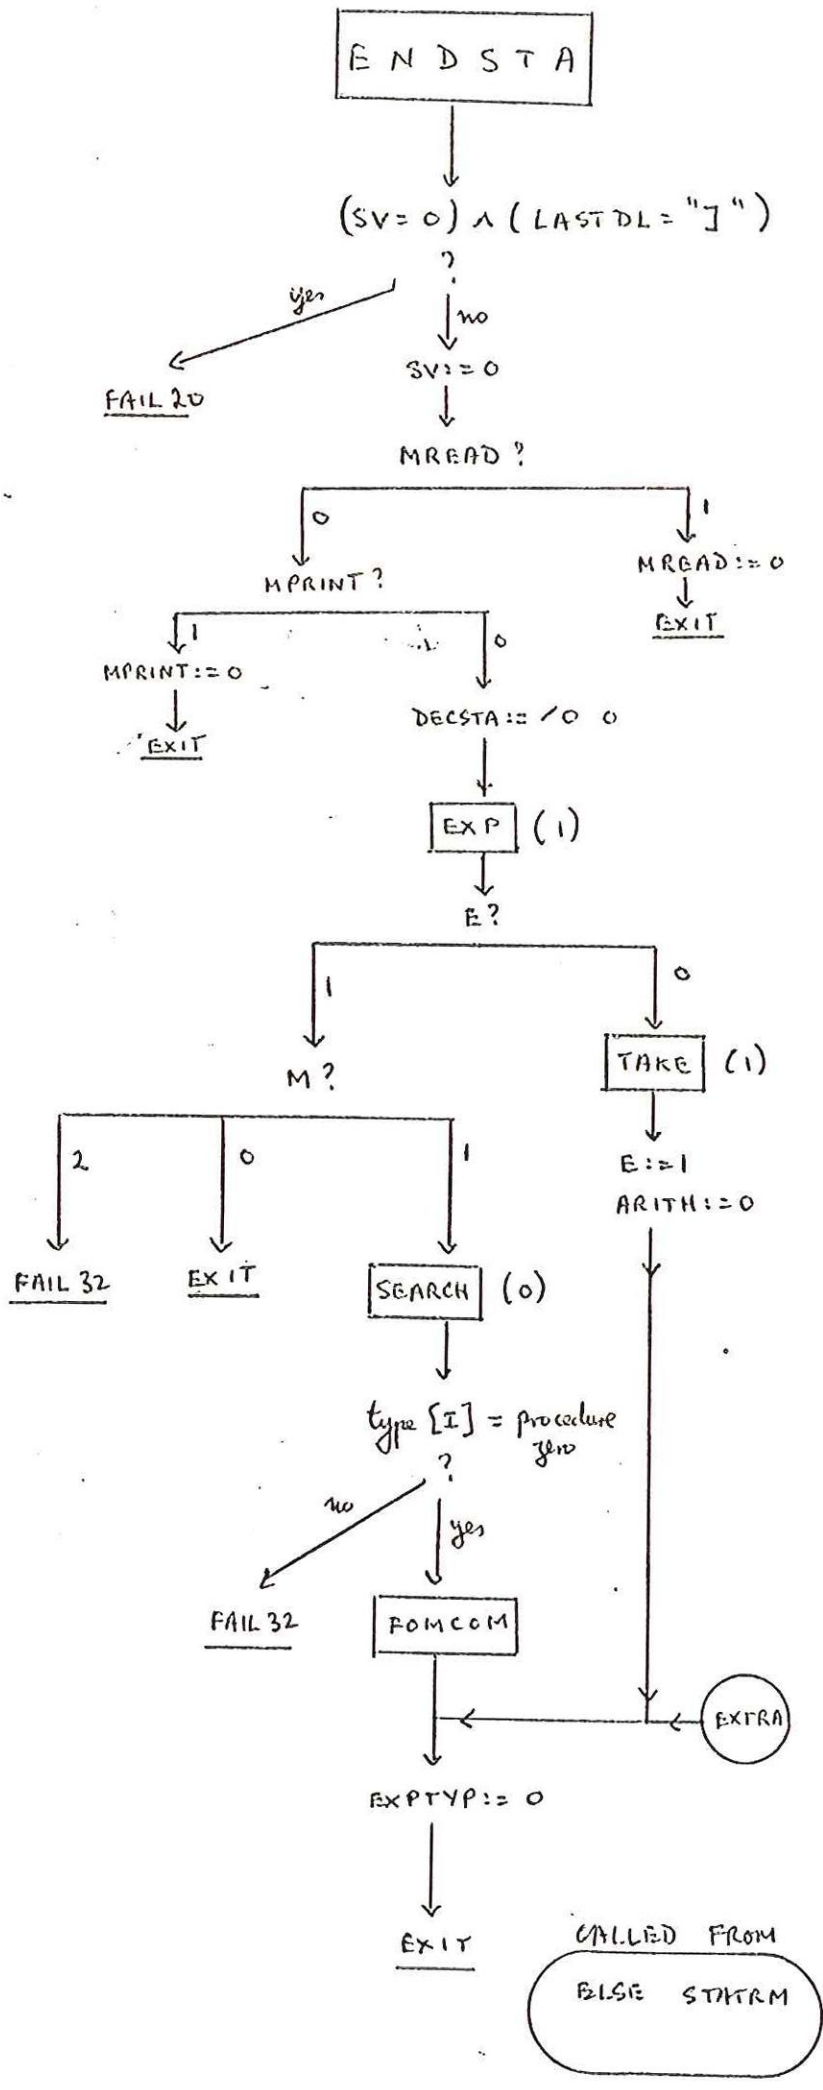 E N D S T A
(SV = 0) ∧ (LASTDL = "]")
?
yes
no
FAIL 20
SV := 0
MREAD ?
0
1
MPRINT ?
MREAD := 0
EXIT
1
0
MPRINT := 0
EXIT
DECSTA := /0 0
EXP (1)
E ?
1
0
M ?
TAKE (1)
2
0
1
E := 1
ARITH := 0
FAIL 32
EXIT
SEARCH (0)
type [I] = procedure
zero
?
no
yes
FAIL 32
FOMCOM
EXTRA
EXPTYP := 0
EXIT
CALLED FROM
ELSE STATRM